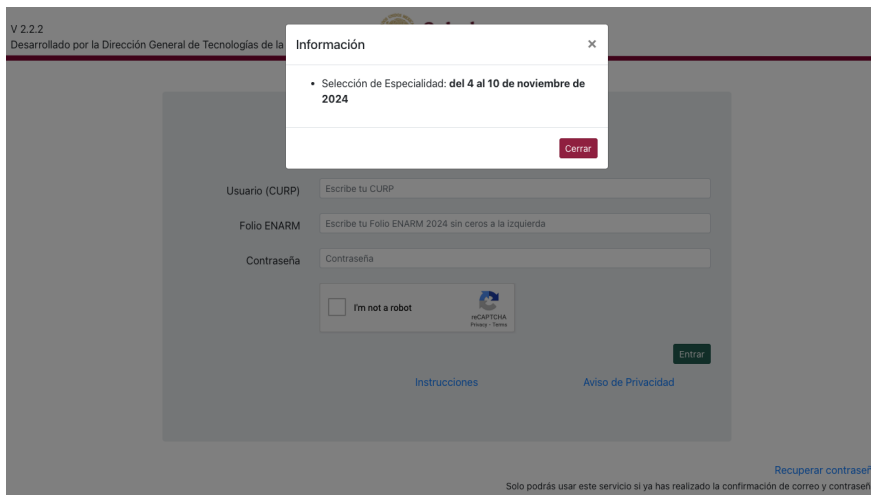 V 2.2.2
Desarrollado por la Dirección General de Tecnologías de la
Información
×
Selección de Especialidad: del 4 al 10 de noviembre de
2024
Cerrar
Usuario (CURP)
Escribe tu CURP
Folio ENARM
Escribe tu Folio ENARM 2024 sin ceros a la izquierda
Contraseña
Contraseña
I'm not a robot
reCAPTCHA
Privacy - Terms
Entrar
Instrucciones
Aviso de Privacidad
Recuperar contraseñ
Solo podrás usar este servicio si ya has realizado la confirmación de correo y contraseñ